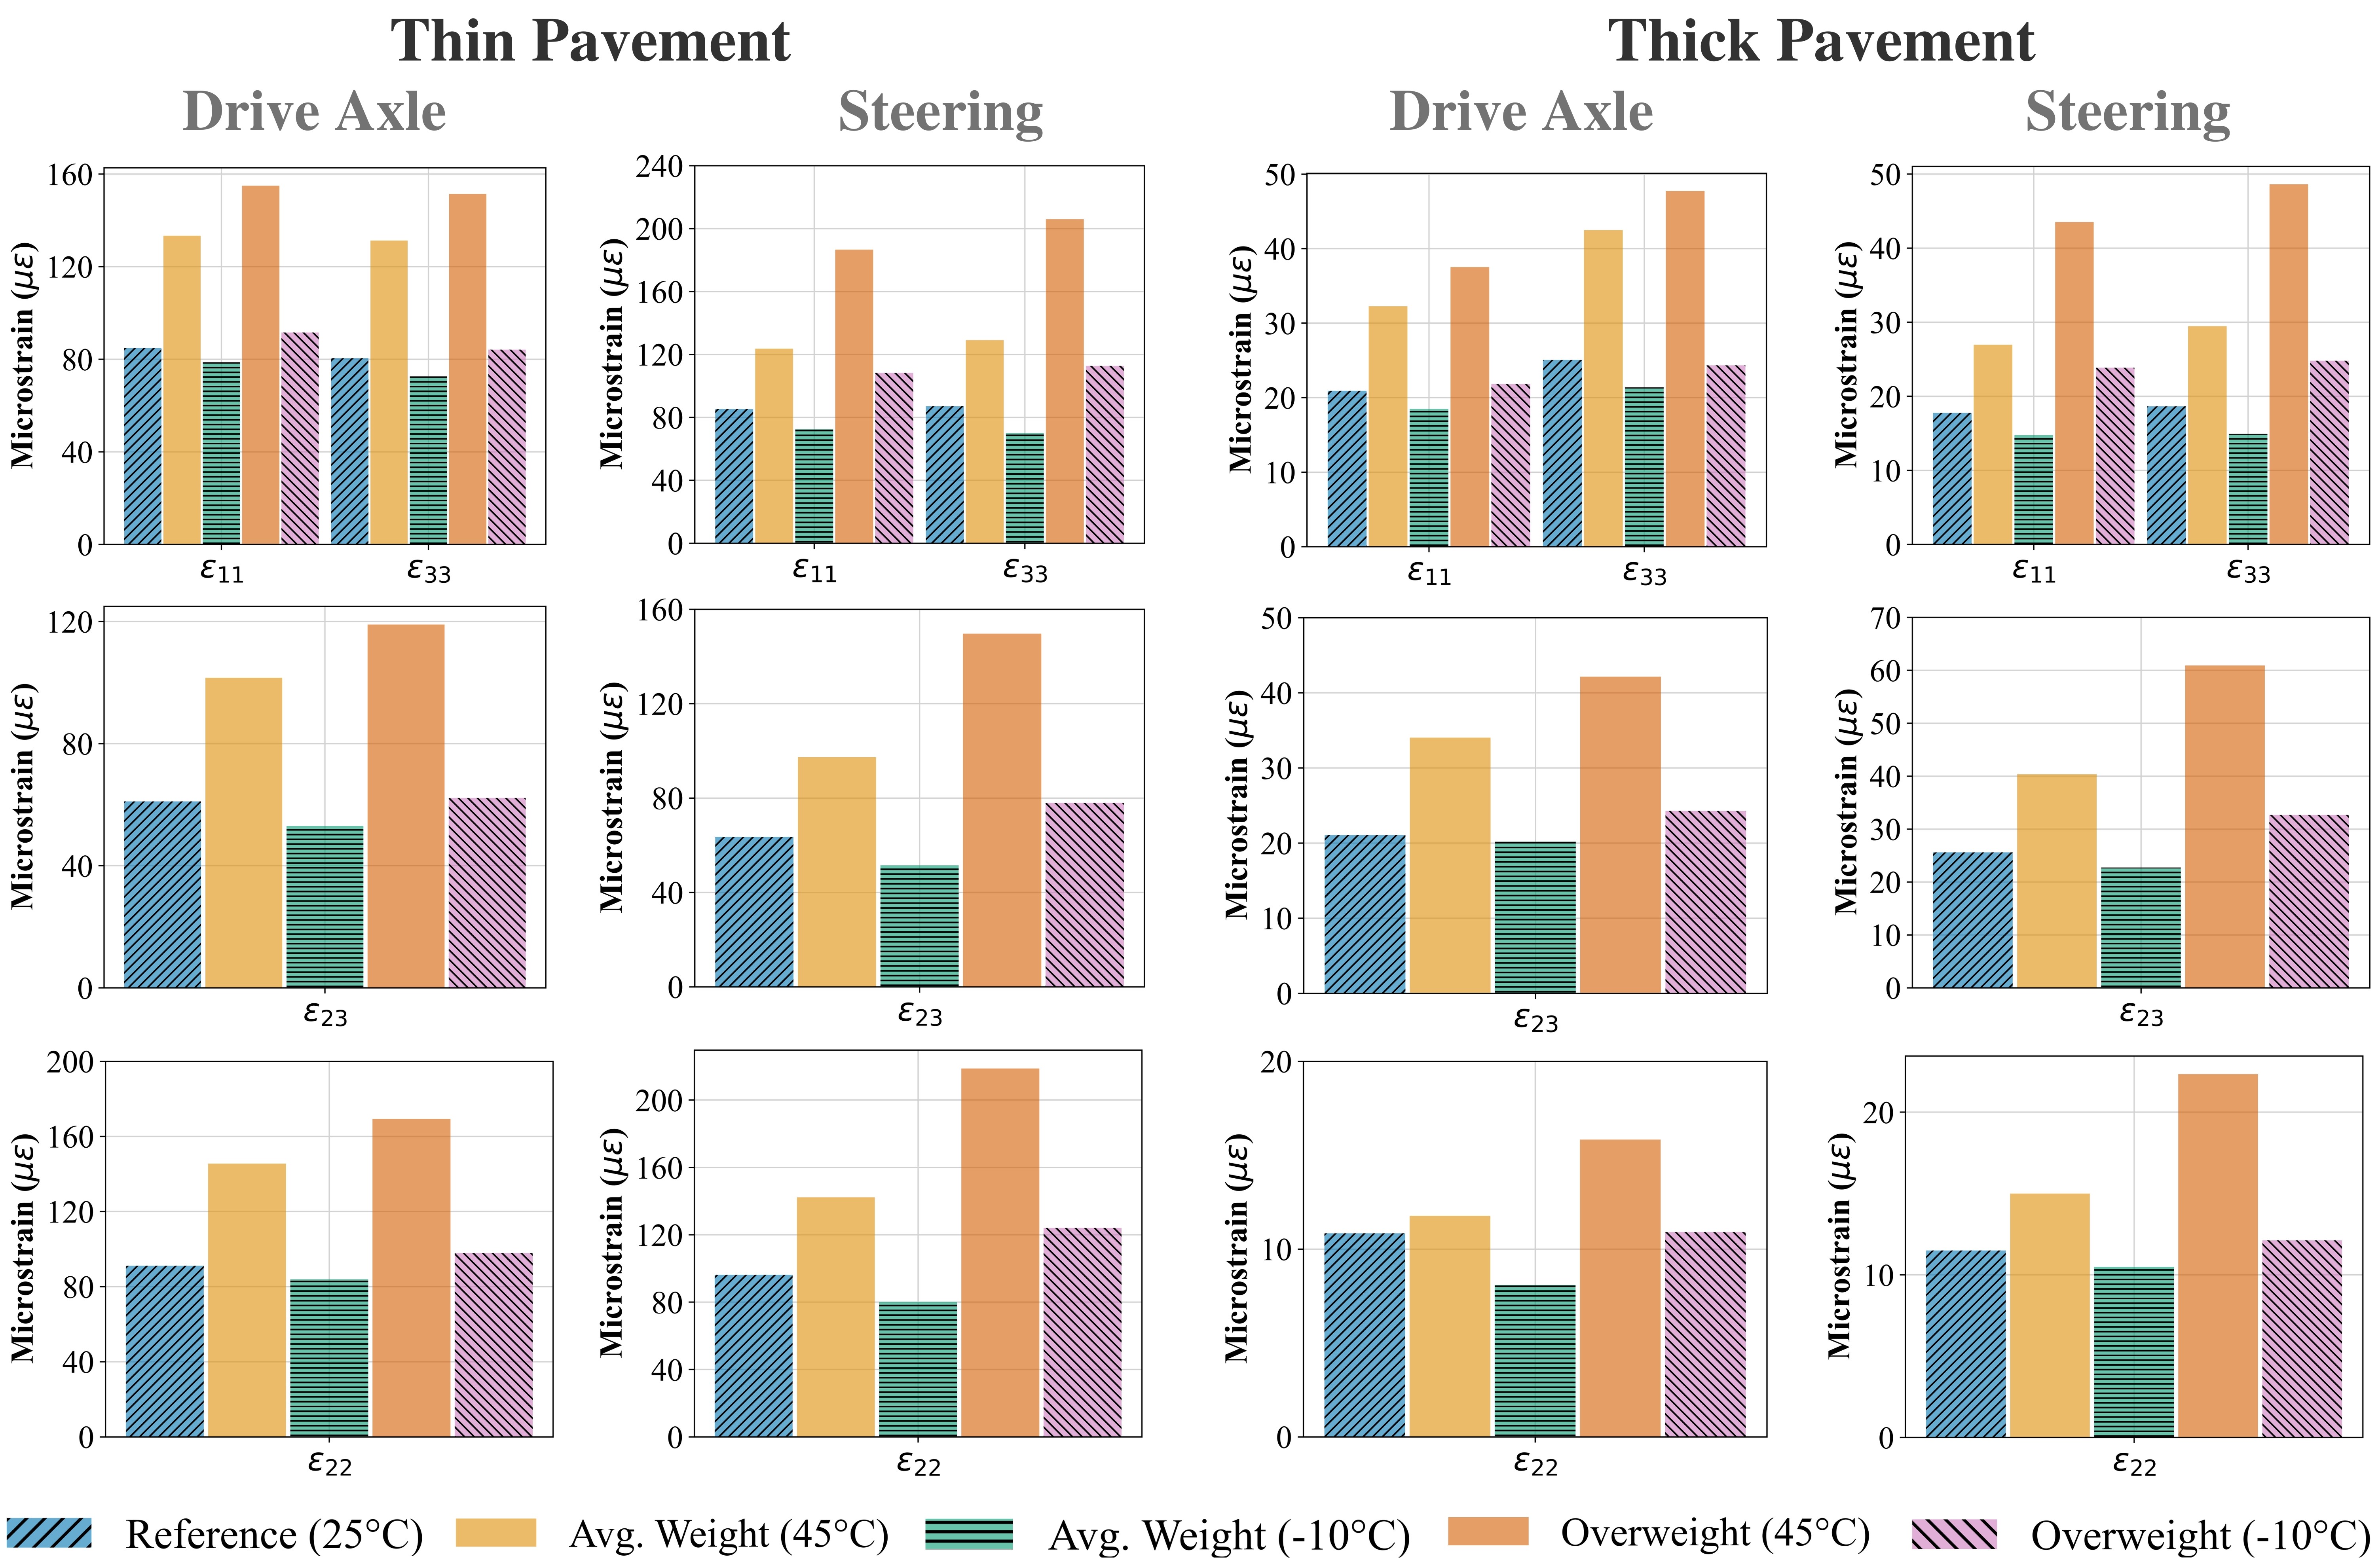 Thin Pavement
Thick Pavement
Drive Axle
Steering
Drive Axle
Steering
Microstrain (με)
160
120
80
40
0
ε11
ε33
Microstrain (με)
240
200
160
120
80
40
0
ε11
ε33
Microstrain (με)
50
40
30
20
10
0
ε11
ε33
Microstrain (με)
50
40
30
20
10
0
ε11
ε33
Microstrain (με)
120
80
40
0
ε23
Microstrain (με)
160
120
80
40
0
ε23
Microstrain (με)
50
40
30
20
10
0
ε23
Microstrain (με)
70
60
50
40
30
20
10
0
ε23
Microstrain (με)
200
160
120
80
40
0
ε22
Microstrain (με)
200
160
120
80
40
0
ε22
Microstrain (με)
20
10
0
ε22
Microstrain (με)
20
10
0
ε22
Reference (25°C)
Avg. Weight (45°C)
Avg. Weight (-10°C)
Overweight (45°C)
Overweight (-10°C)